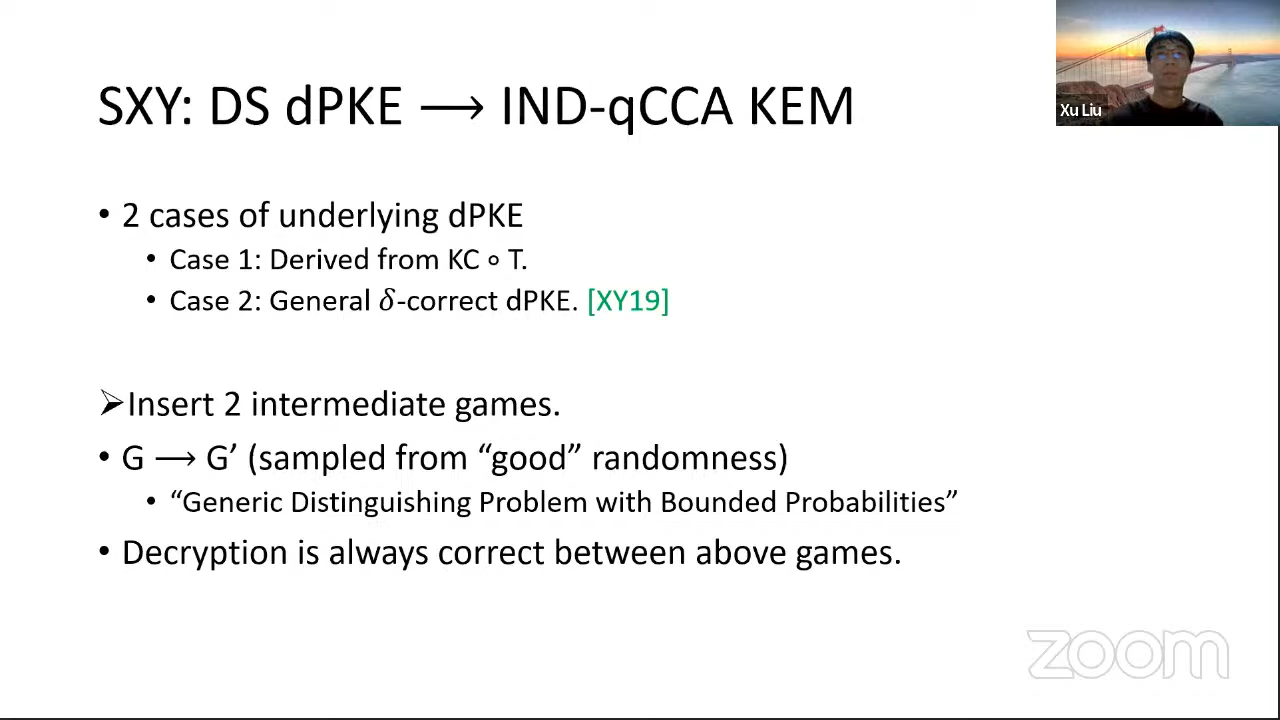 SXY: DS dPKE ⟶ IND-qCCA KEM
Xu Liu
• 2 cases of underlying dPKE
• Case 1: Derived from KC ∘ T.
• Case 2: General 𝛿-correct dPKE. [XY19]
➢Insert 2 intermediate games.
• G ⟶ G’ (sampled from “good” randomness)
• “Generic Distinguishing Problem with Bounded Probabilities”
• Decryption is always correct between above games.
zoom